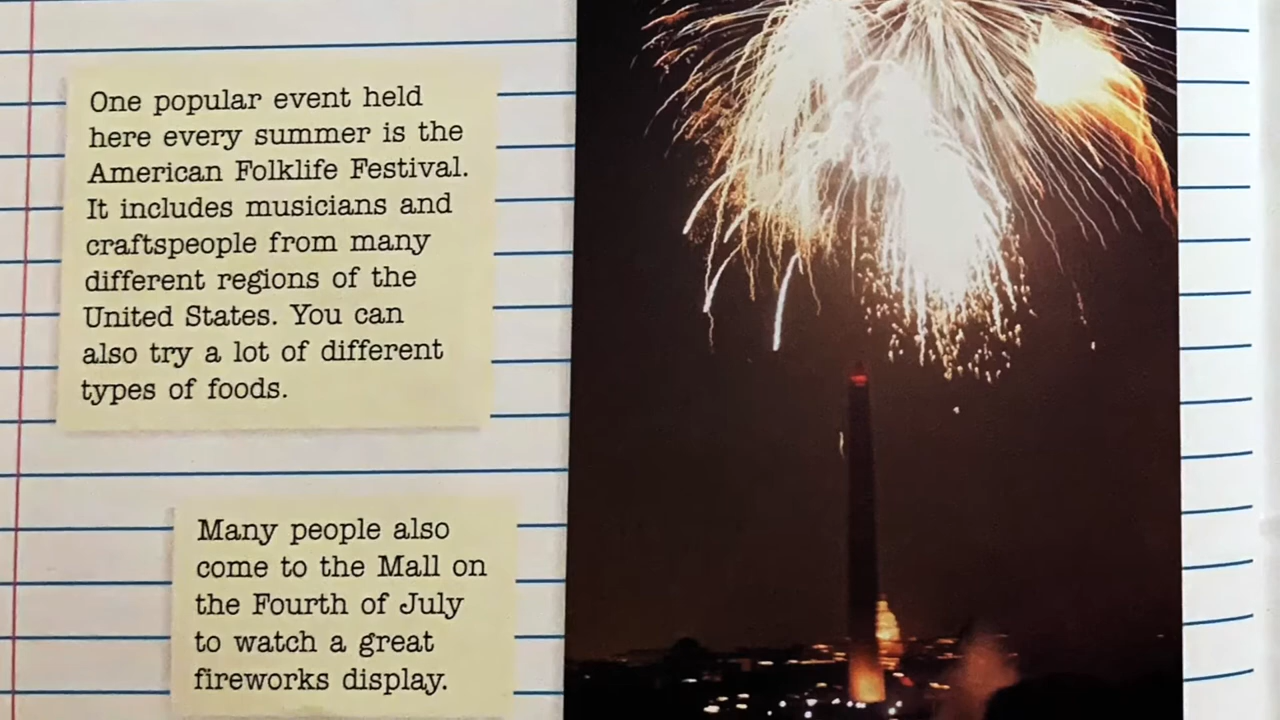 One popular event held
here every summer is the
American Folklife Festival.
It includes musicians and
craftspeople from many
different regions of the
United States. You can
also try a lot of different
types of foods.
Many people also
come to the Mall on
the Fourth of July
to watch a great
fireworks display.